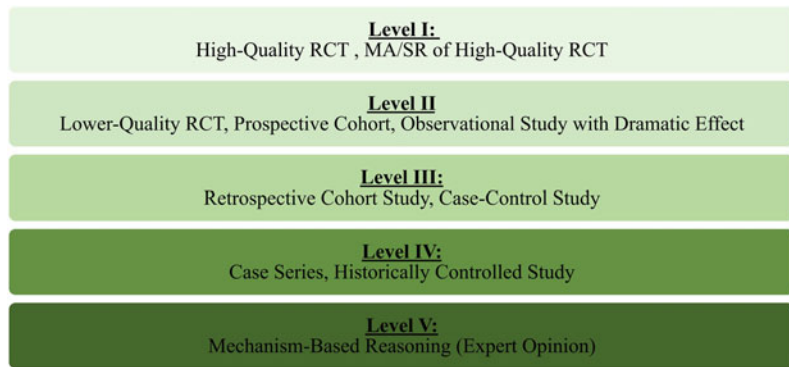 Level I:
High-Quality RCT , MA/SR of High-Quality RCT
Level II
Lower-Quality RCT, Prospective Cohort, Observational Study with Dramatic Effect
Level III:
Retrospective Cohort Study, Case-Control Study
Level IV:
Case Series, Historically Controlled Study
Level V:
Mechanism-Based Reasoning (Expert Opinion)